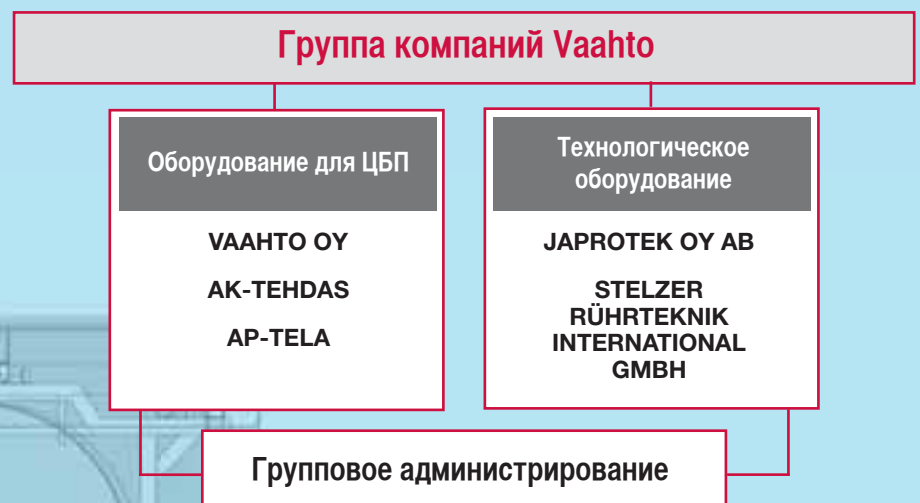 Группа компаний Vaahto
Оборудование для ЦБП
VAAHTO OY
AK-TEHDAS
AP-TELA
Технологическое
оборудование
JAPROTEK OY AB
STELZER
RÜHRTEKNIK
INTERNATIONAL
GMBH
Групповое администрирование